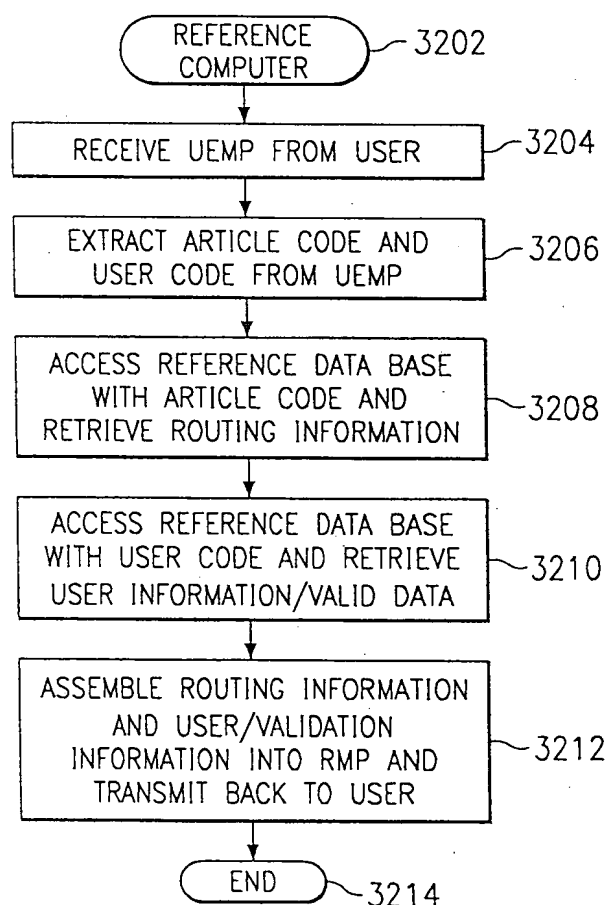 REFERENCE
COMPUTER
3202
RECEIVE UEMP FROM USER
3204
EXTRACT ARTICLE CODE AND
USER CODE FROM UEMP
3206
ACCESS REFERENCE DATA BASE
WITH ARTICLE CODE AND
RETRIEVE ROUTING INFORMATION
3208
ACCESS REFERENCE DATA BASE
WITH USER CODE AND RETRIEVE
USER INFORMATION/VALID DATA
3210
ASSEMBLE ROUTING INFORMATION
AND USER/VALIDATION
INFORMATION INTO RMP AND
TRANSMIT BACK TO USER
3212
END
3214